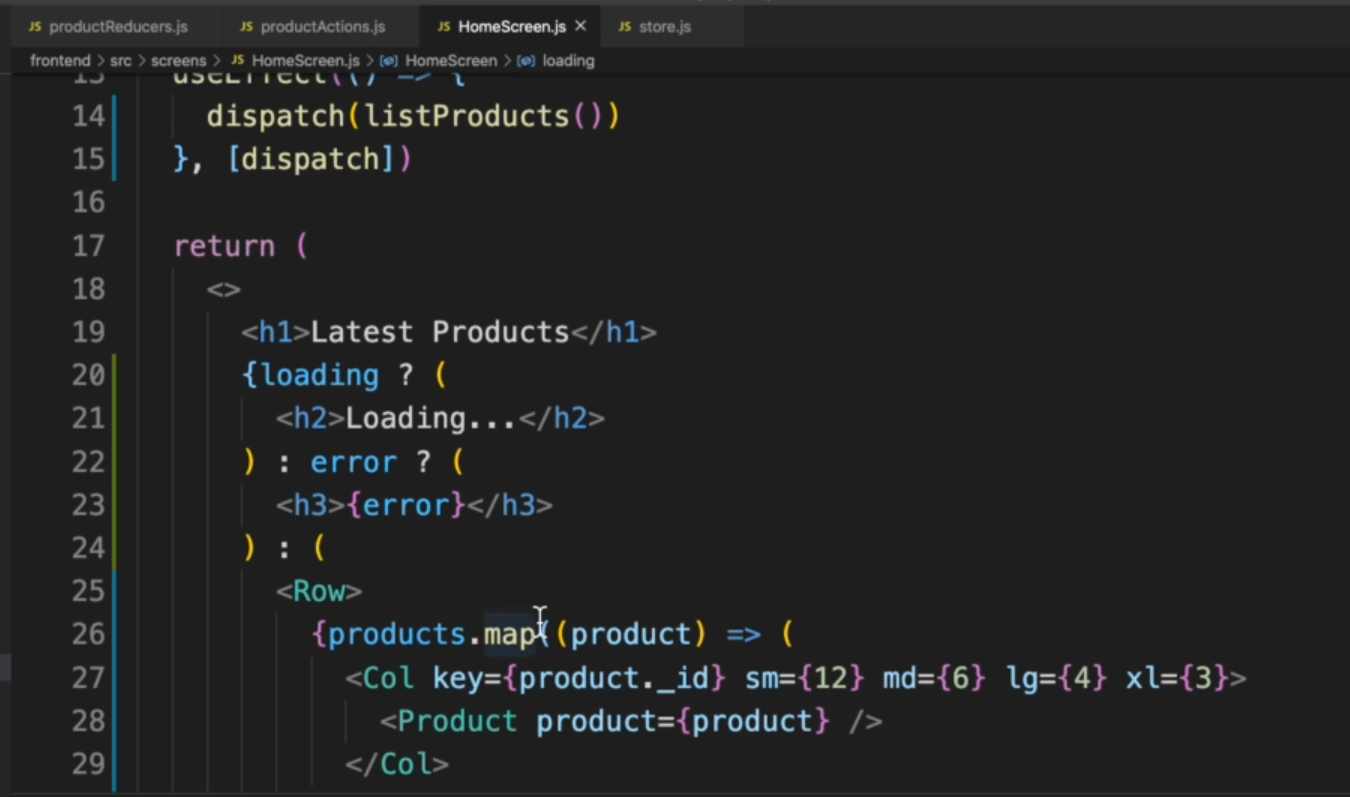 JS productReducers.js JS productActions.js JS HomeScreen.js × JS store.js
frontend > src > screens > JS HomeScreen.js > HomeScreen > loading
13 useEffect(() => {
14 dispatch(listProducts())
15 }, [dispatch])
16
17 return (
18 <>
19 <h1>Latest Products</h1>
20 {loading ? (
21 <h2>Loading...</h2>
22 ) : error ? (
23 <h3>{error}</h3>
24 ) : (
25 <Row>
26 {products.map((product) => (
27 <Col key={product._id} sm={12} md={6} lg={4} xl={3}>
28 <Product product={product} />
29 </Col>